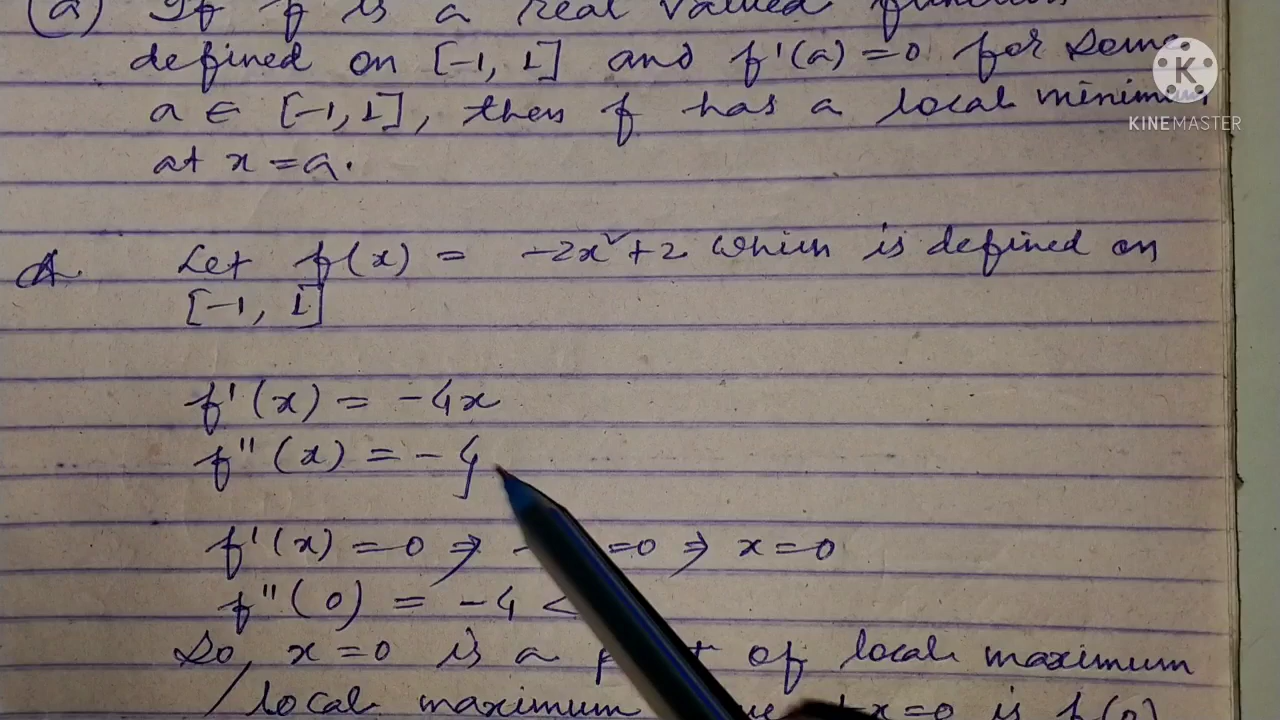 (a) If f is a real valued function
defined on [-1, 1] and f'(a) = 0 for some
K
KINEMASTER
a ∈ [-1, 1], then f has a local
at x = a.
A Let f(x) = -2x² + 2 which is defined on
[-1, 1]
f'(x) = -4x
f''(x) = -4
f'(x) = 0 ⇒ - =0 ⇒ x = 0
f''(0) = -4 <
So, x = 0 is a of local maximum
/local maximum x=0 is f(0)